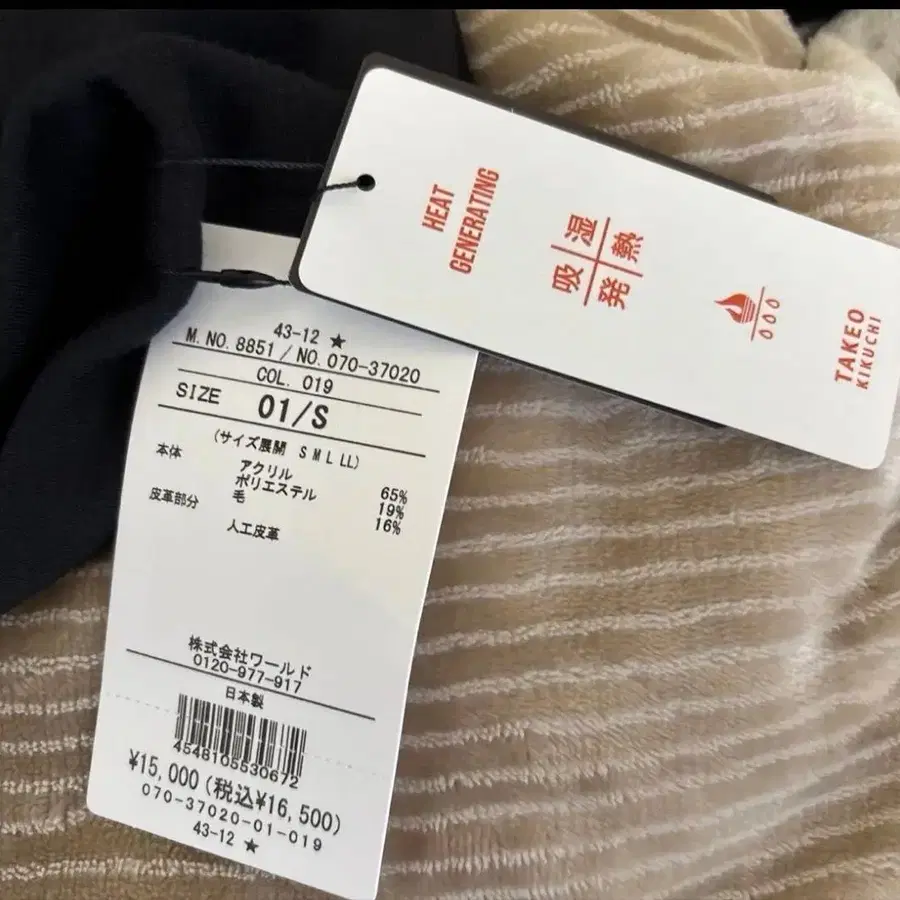 HEAT
GENERATING
吸湿
発熱
TAKEO
KIKUCHI
43-12 ★
M. NO. 8851 / NO. 070-37020
COL. 019
SIZE 01/S
(サイズ展開 S M L LL)
本体 アクリル 65%
ポリエステル 19%
毛 16%
皮革部分
人工皮革
株式会社ワールド
0120-977-917
日本製
4548105530672
¥15,000 (税込¥16,500)
070-37020-01-019
43-12 ★